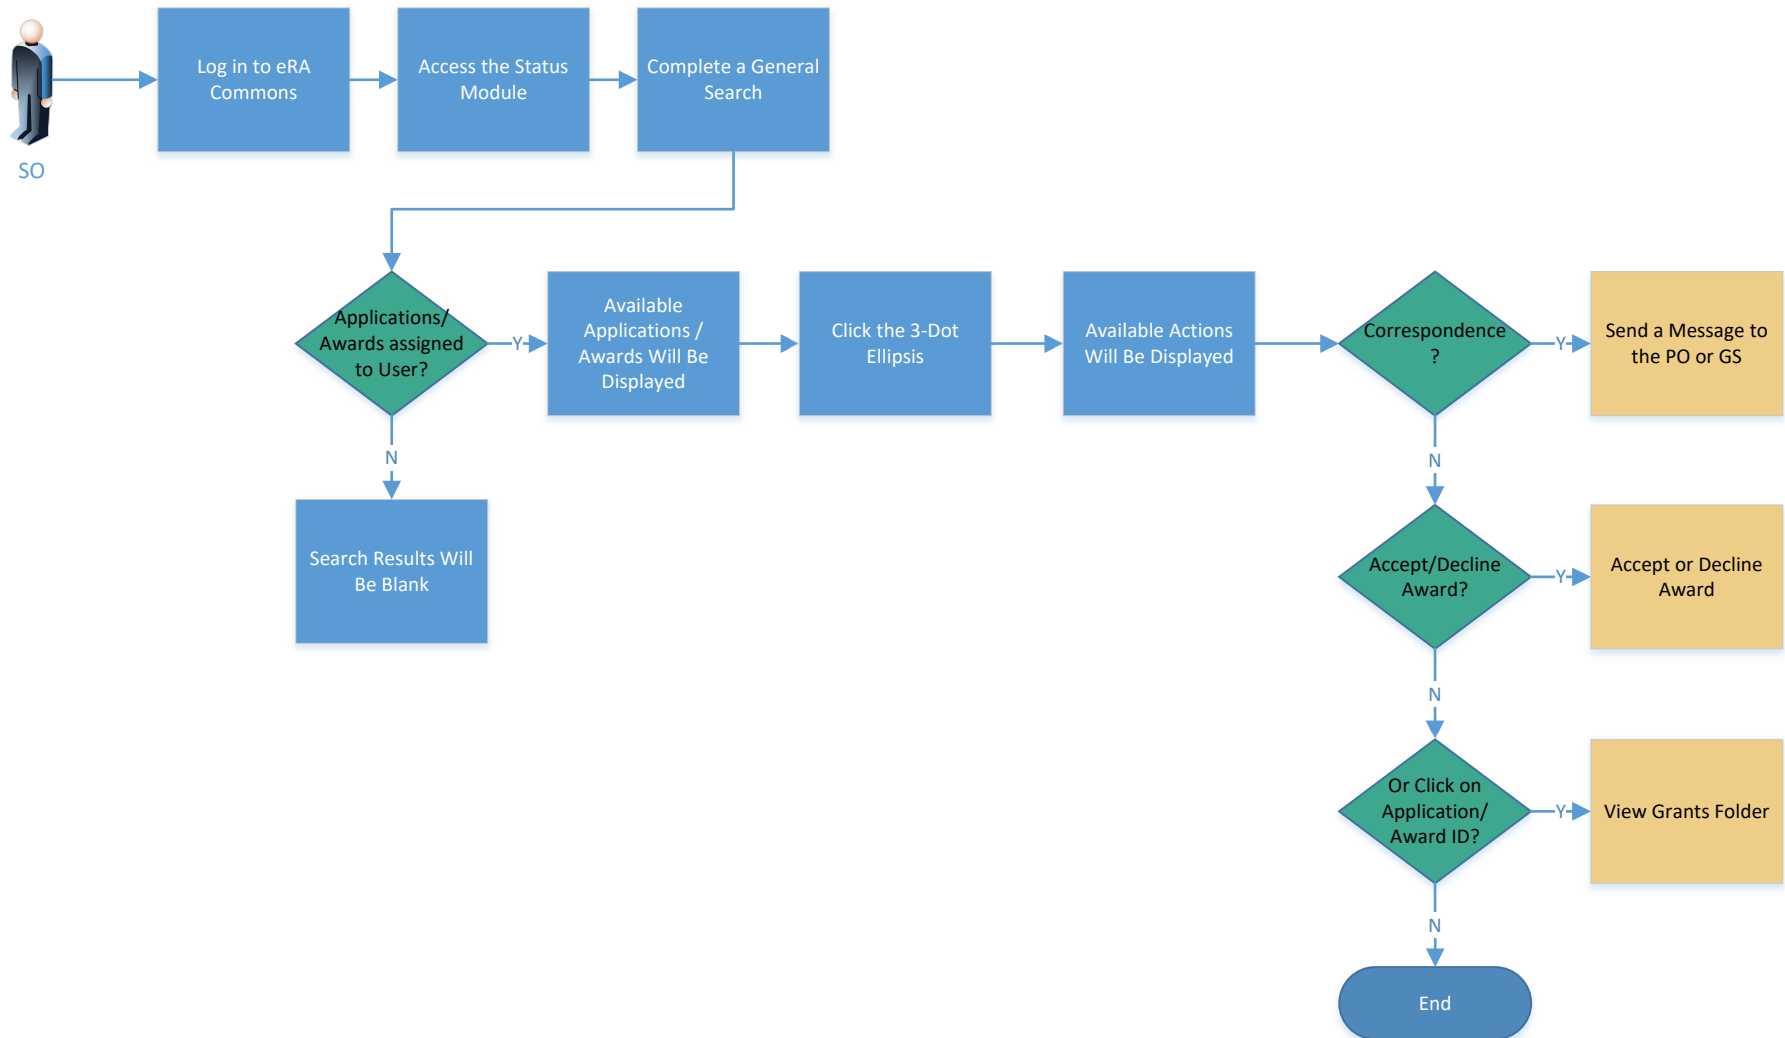 Log in to eRA
Commons
Access the Status
Module
Complete a General
Search
SO
Applications/
Awards assigned
to User?
Y
Available
Applications /
Awards Will Be
Displayed
Click the 3-Dot
Ellipsis
Available Actions
Will Be Displayed
Correspondence
?
Y
Send a Message to
the PO or GS
N
Search Results Will
Be Blank
N
Accept/Decline
Award?
Y
Accept or Decline
Award
N
Or Click on
Application/
Award ID?
Y
View Grants Folder
N
End